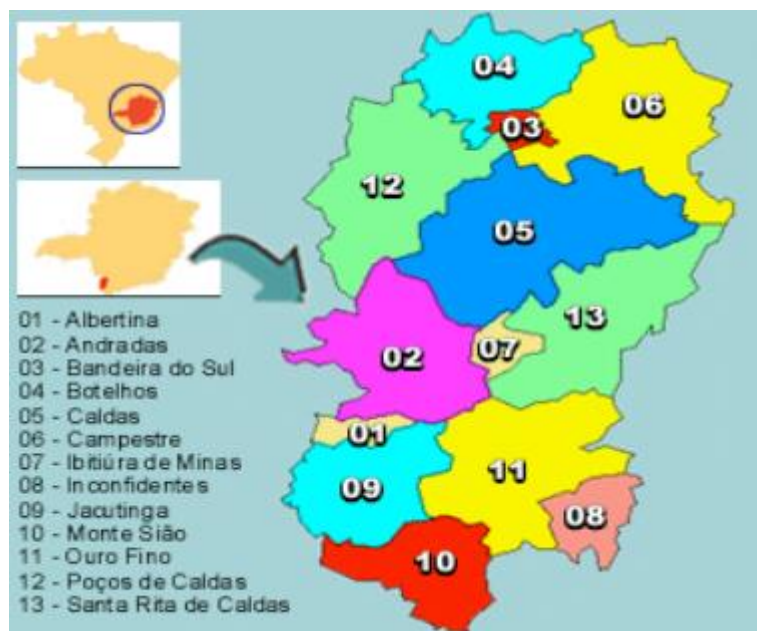 04
06
03
12
05
13
07
02
01
11
09
08
10
01 - Albertina
02 - Andradas
03 - Bandeira do Sul
04 - Botelhos
05 - Caldas
06 - Campestre
07 - Ibitiúra de Minas
08 - Inconfidentes
09 - Jacutinga
10 - Monte Sião
11 - Ouro Fino
12 - Poços de Caldas
13 - Santa Rita de Caldas